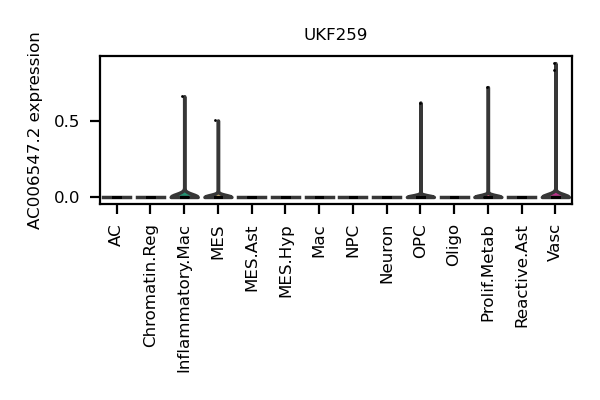 UKF259
AC006547.2 expression
0.5
0.0
AC
Chromatin.Reg
Inflammatory.Mac
MES
MES.Ast
MES.Hyp
Mac
NPC
Neuron
OPC
Oligo
Prolif.Metab
Reactive.Ast
Vasc